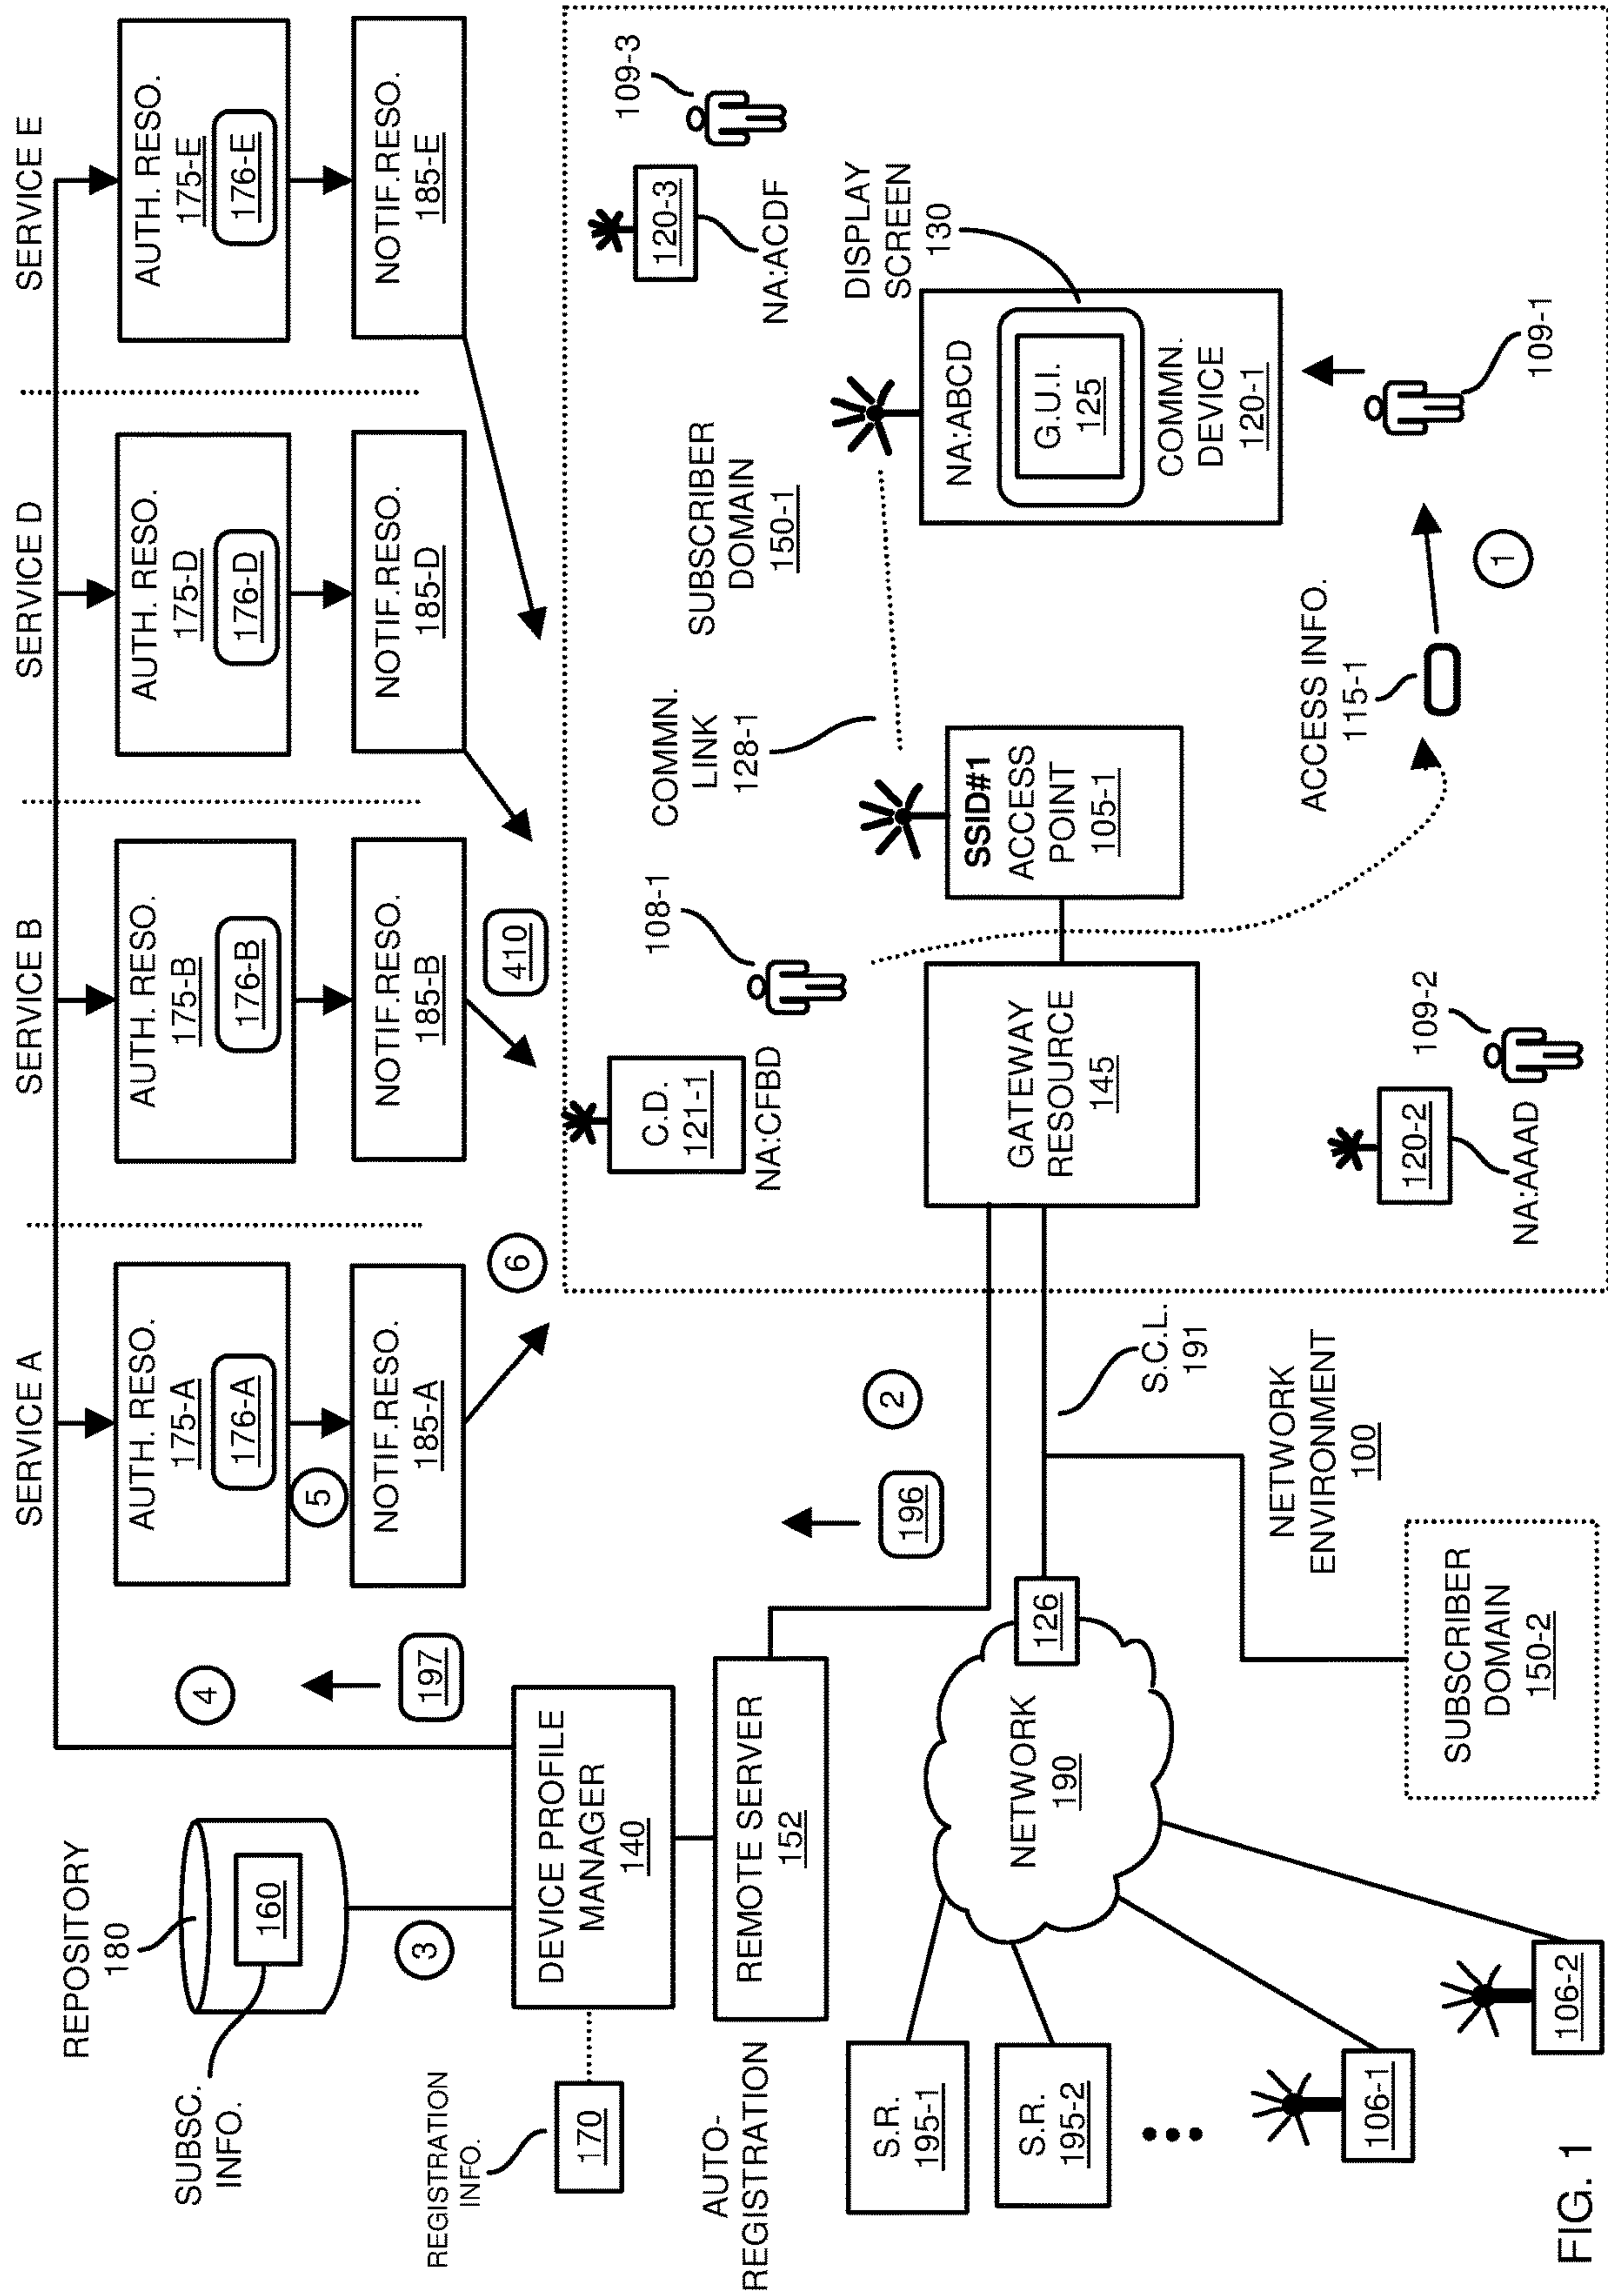 SERVICE A
SERVICE B
SERVICE D
SERVICE E
REPOSITORY
180
160
SUBSC.
INFO.
3
4
197
AUTH. RESO.
175-A
176-A
5
NOTIF.RESO.
185-A
6
AUTH. RESO.
175-B
176-B
NOTIF.RESO.
185-B
410
AUTH. RESO.
175-D
176-D
NOTIF.RESO.
185-D
AUTH. RESO.
175-E
176-E
NOTIF.RESO.
185-E
REGISTRATION
INFO.
170
DEVICE PROFILE
MANAGER
140
AUTO-
REGISTRATION
REMOTE SERVER
152
196
2
C.D.
121-1
NA:CFBD
108-1
COMMN.
LINK
128-1
SUBSCRIBER
DOMAIN
150-1
120-3
NA:ACDF
109-3
DISPLAY
SCREEN
130
S.R.
195-1
S.R.
195-2
106-1
106-2
NETWORK
190
126
S.C.L.
191
NETWORK
ENVIRONMENT
100
SUBSCRIBER
DOMAIN
150-2
GATEWAY
RESOURCE
145
SSID#1
ACCESS
POINT
105-1
NA:ABCD
G.U.I.
125
COMMN.
DEVICE
120-1
109-1
120-2
NA:AAAD
109-2
ACCESS INFO.
115-1
1
FIG. 1